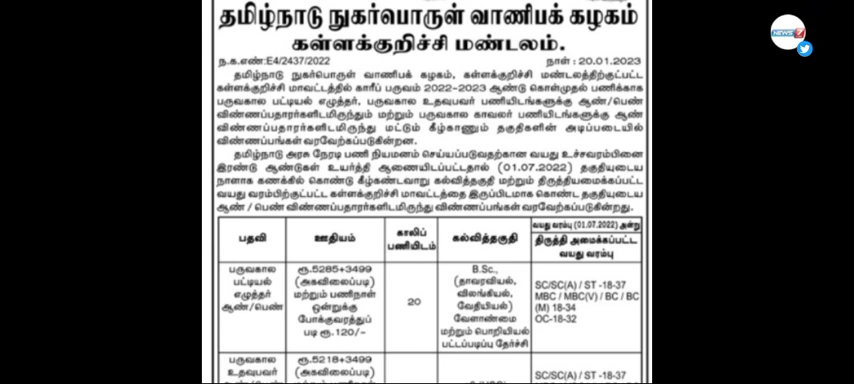 தமிழ்நாடு நுகர்பொருள் வாணிபக் கழகம்
கள்ளக்குறிச்சி மண்டலம்.
ந.க.எண்:E4/2437/2022 நாள் : 20.01.2023
தமிழ்நாடு நுகர்பொருள் வாணிபக் கழகம், கள்ளக்குறிச்சி மண்டலத்திற்குட்பட்ட
கள்ளக்குறிச்சி மாவட்டத்தில் காரீப் பருவம் 2022-2023 ஆண்டு கொள்முதல் பணிக்காக
பருவகால பட்டியல் எழுத்தர், பருவகால உதவுபவர் பணியிடங்களுக்கு ஆண்/பெண்
விண்ணப்பதாரர்களிடமிருந்தும் மற்றும் பருவகால காவலர் பணியிடங்களுக்கு ஆண்
விண்ணப்பதாரர்களிடமிருந்து மட்டும் கீழ்காணும் தகுதிகளின் அடிப்படையில்
விண்ணப்பங்கள் வரவேற்கப்படுகின்றன.
தமிழ்நாடு அரசு நேரடி பணி நியமனம் செய்யப்படுவதற்கான வயது உச்சவரம்பினை
இரண்டு ஆண்டுகள் உயர்த்தி ஆணையிடப்பட்டதால் (01.07.2022) தகுதியுடைய
நாளாக கணக்கில் கொண்டு கீழ்கண்டவாறு கல்வித்தகுதி மற்றும் திருத்தியமைக்கப்பட்ட
வயது வரம்பிற்குட்பட்ட கள்ளக்குறிச்சி மாவட்டத்தை இருப்பிடமாக கொண்ட தகுதியுடைய
ஆண் / பெண் விண்ணப்பதாரர்களிடமிருந்து விண்ணப்பங்கள் வரவேற்கப்படுகிறது.
பதவி
ஊதியம்
காலிப்
பணியிடம்
கல்வித்தகுதி
வயது வரம்பு (01.07.2022) அன்று
திருத்தி அமைக்கப்பட்ட
வயது வரம்பு
பருவகால
பட்டியல்
எழுத்தர்
ஆண்/பெண்
ரூ.5285+3499
(அகவிலைப்படி)
மற்றும் பணிநாள்
ஒன்றுக்கு
போக்குவரத்துப்
படி ரூ.120/-
20
B.Sc.,
(தாவரவியல்,
விலங்கியல்,
வேதியியல்)
வேளாண்மை
மற்றும் பொறியியல்
பட்டப்படிப்பு தேர்ச்சி
SC/SC(A) / ST -18-37
MBC / MBC(V) / BC / BC
(M) 18-34
OC-18-32
பருவகால
உதவுபவர்
ரூ.5218+3499
(அகவிலைப்படி)
SC/SC(A) / ST -18-37
NEWS 7